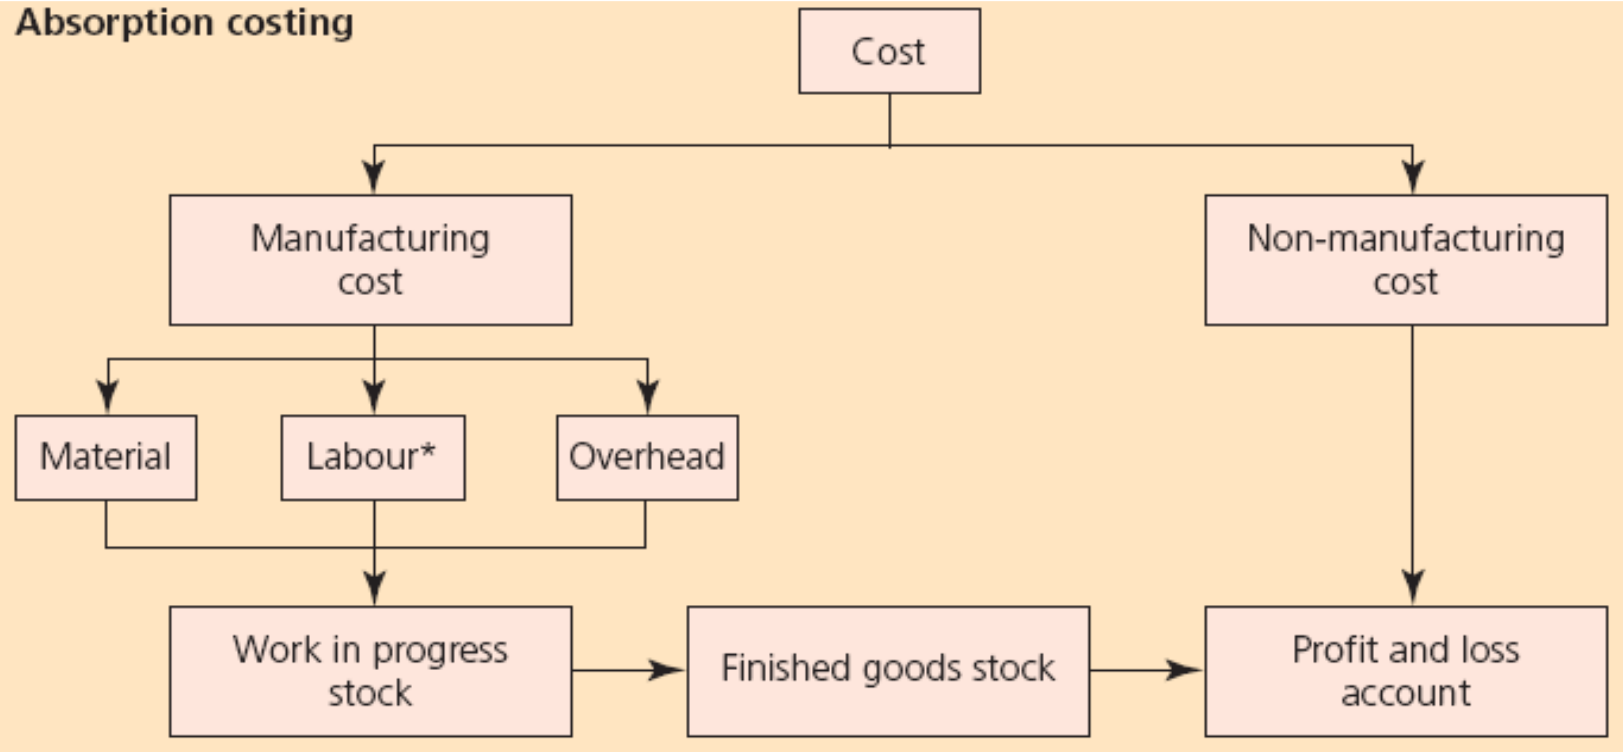 Absorption costing
Cost
Manufacturing
cost
Non-manufacturing
cost
Material
Labour*
Overhead
Work in progress
stock
Finished goods stock
Profit and loss
account